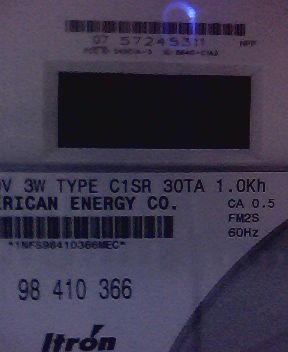 07 57245311 NPP
V 3W TYPE C1SR 30TA 1.0Kh
ERICAN ENERGY CO. CA 0.5
FM2S
60Hz
*1NFS98410366MEC*
98 410 366
Itron